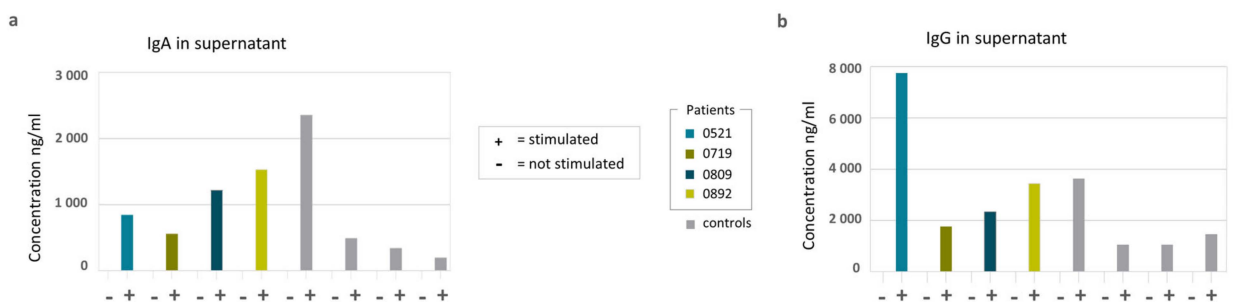 a
IgA in supernatant
Concentration ng/ml
3 000
2 000
1 000
0
- + - + - + - + - + - + - + - +
+ = stimulated
- = not stimulated
Patients
0521
0719
0809
0892
controls
b
IgG in supernatant
Concentration ng/ml
8 000
6 000
4 000
2 000
0
- + - + - + - + - + - + - + - +